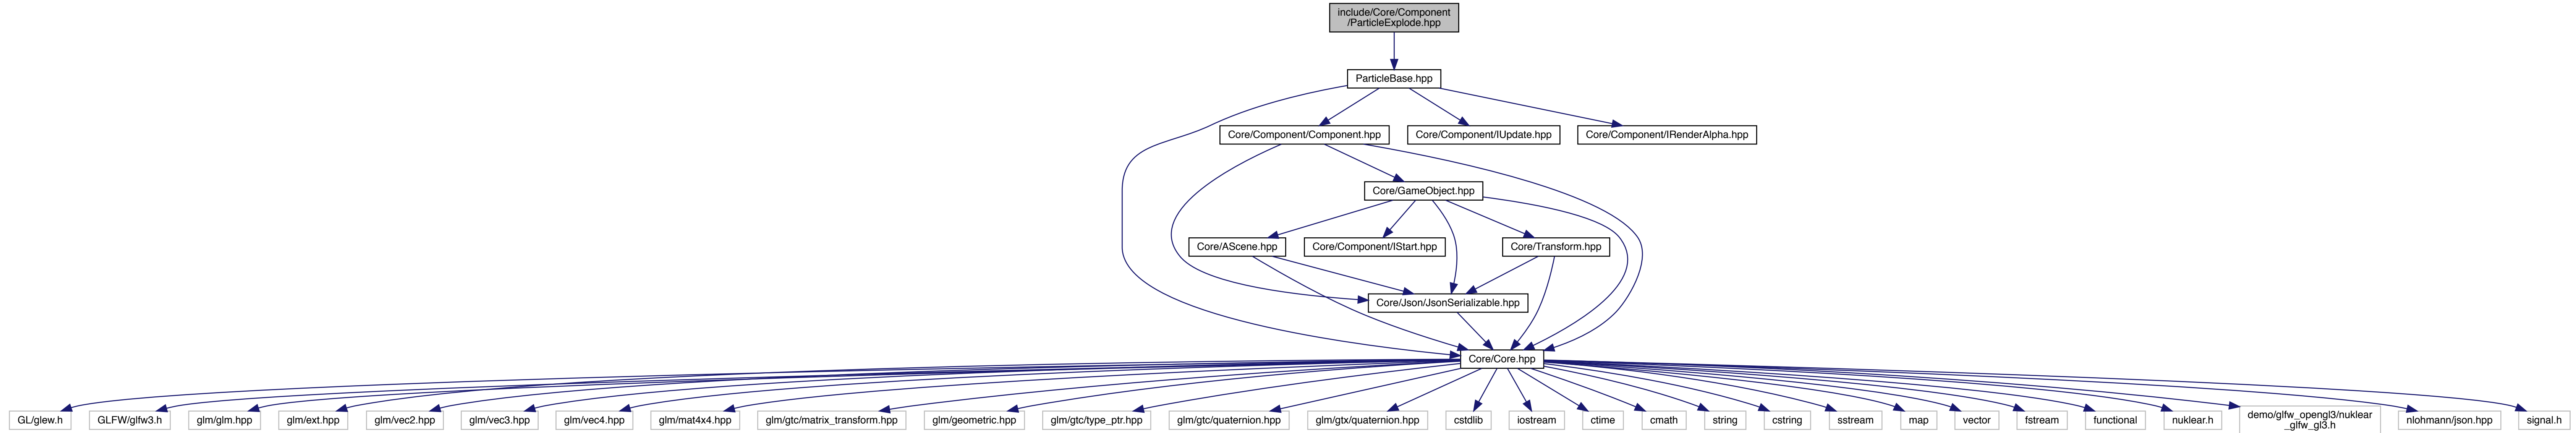 include/Core/Component
/ParticleExplode.hpp
ParticleBase.hpp
Core/Component/Component.hpp
Core/Component/IUpdate.hpp
Core/Component/IRenderAlpha.hpp
Core/GameObject.hpp
Core/AScene.hpp
Core/Component/IStart.hpp
Core/Transform.hpp
Core/Json/JsonSerializable.hpp
Core/Core.hpp
GL/glew.h
GLFW/glfw3.h
glm/glm.hpp
glm/ext.hpp
glm/vec2.hpp
glm/vec3.hpp
glm/vec4.hpp
glm/mat4x4.hpp
glm/gtc/matrix_transform.hpp
glm/geometric.hpp
glm/gtc/type_ptr.hpp
glm/gtc/quaternion.hpp
glm/gtx/quaternion.hpp
cstdlib
iostream
ctime
cmath
string
cstring
sstream
map
vector
fstream
functional
nuklear.h
demo/glfw_opengl3/nuklear
_glfw_gl3.h
nlohmann/json.hpp
signal.h